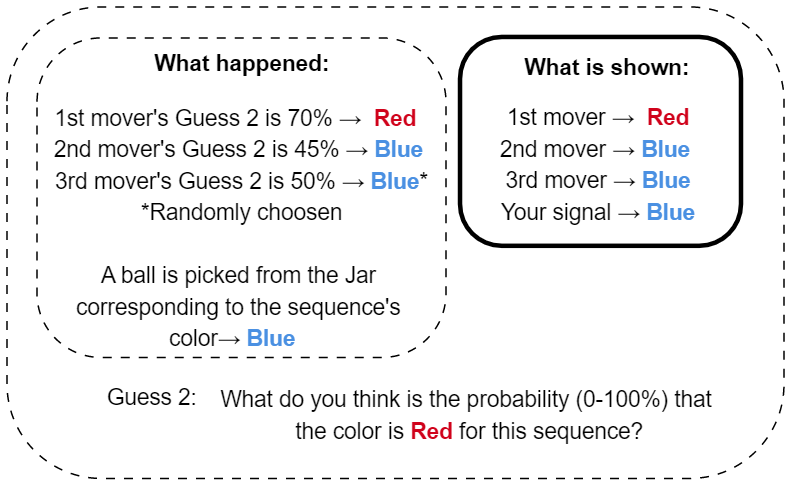 What happened:
1st mover's Guess 2 is 70% → Red
2nd mover's Guess 2 is 45% → Blue
3rd mover's Guess 2 is 50% → Blue*
*Randomly choosen
A ball is picked from the Jar
corresponding to the sequence's
color→ Blue
What is shown:
1st mover → Red
2nd mover → Blue
3rd mover → Blue
Your signal → Blue
Guess 2: What do you think is the probability (0-100%) that
the color is Red for this sequence?